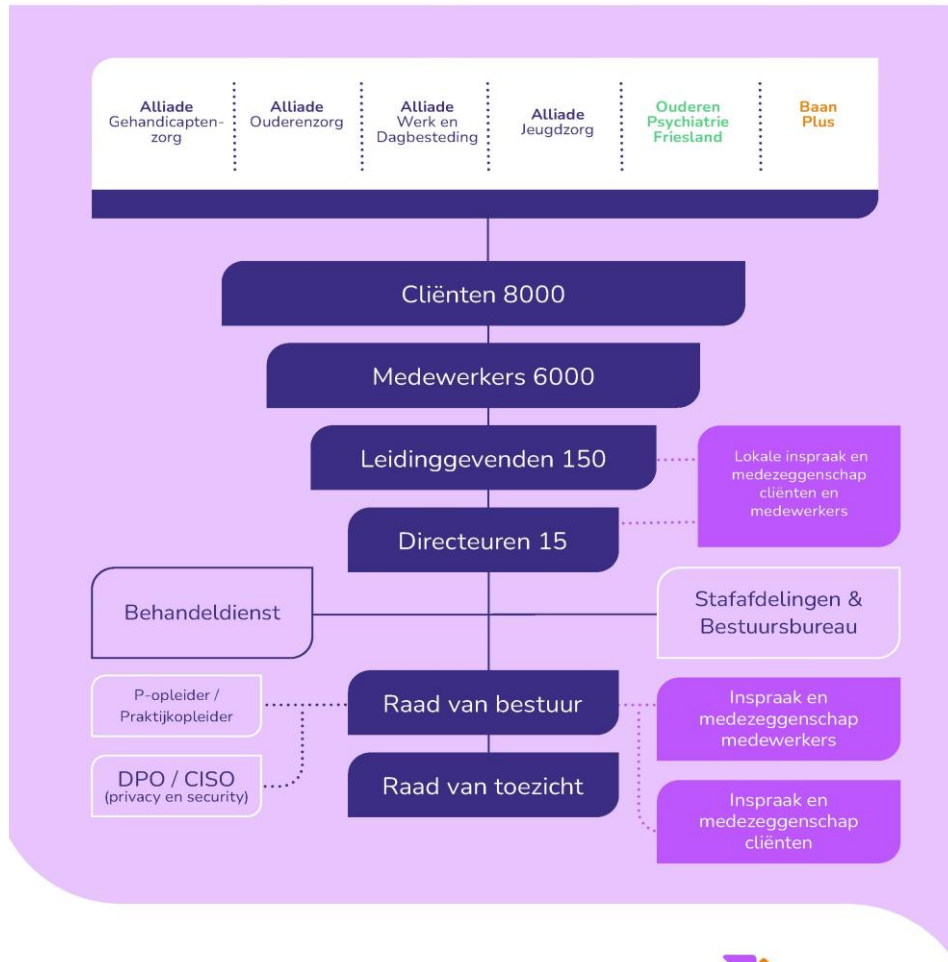 Alliade
Gehandicapten-
zorg
Alliade
Ouderenzorg
Alliade
Werk en
Dagbesteding
Alliade
Jeugdzorg
Ouderen
Psychiatrie
Friesland
Baan
Plus
Cliënten 8000
Medewerkers 6000
Leidinggevenden 150
Lokale inspraak en
medezeggenschap
cliënten en
medewerkers
Directeuren 15
Behandeldienst
Stafafdelingen &
Bestuursbureau
P-opleider /
Praktijkopleider
Raad van bestuur
Inspraak en
medezeggenschap
medewerkers
DPO / CISO
(privacy en security)
Raad van toezicht
Inspraak en
medezeggenschap
cliënten